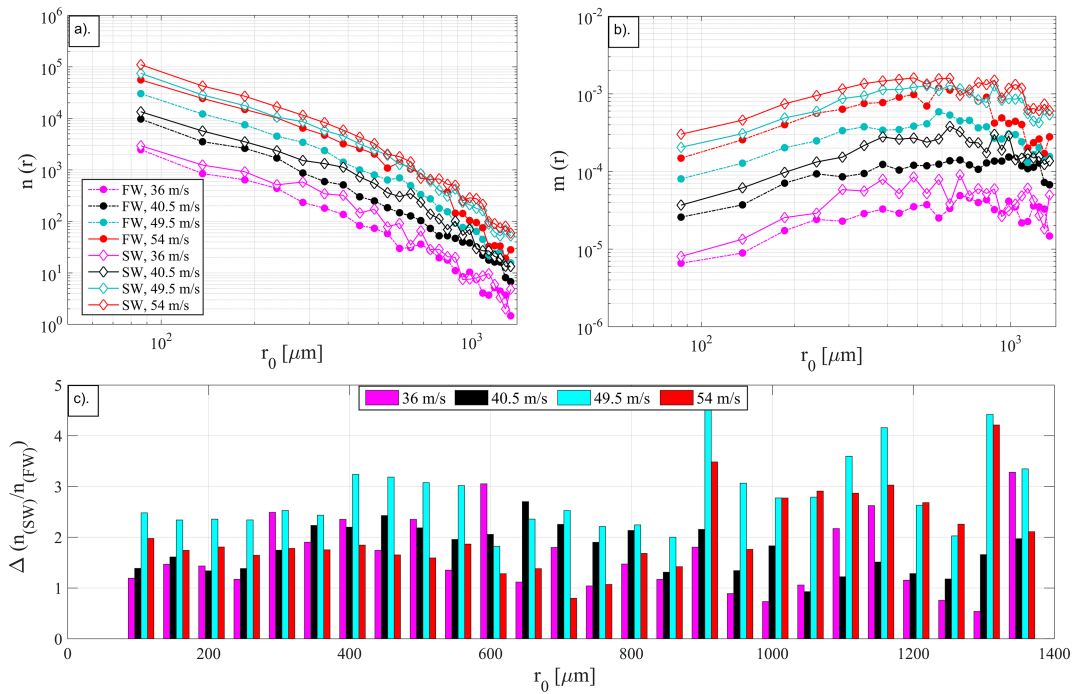 a).
n (r)
10^6
10^5
10^4
10^3
10^2
10^1
10^0
FW, 36 m/s
FW, 40.5 m/s
FW, 49.5 m/s
FW, 54 m/s
SW, 36 m/s
SW, 40.5 m/s
SW, 49.5 m/s
SW, 54 m/s
10^2
10^3
r_0 [μm]
b).
m (r)
10^-2
10^-3
10^-4
10^-5
10^-6
10^2
10^3
r_0 [μm]
c).
36 m/s
40.5 m/s
49.5 m/s
54 m/s
Δ (n_(SW)/n_(FW))
5
4
3
2
1
0
0
200
400
600
800
1000
1200
1400
r_0 [μm]